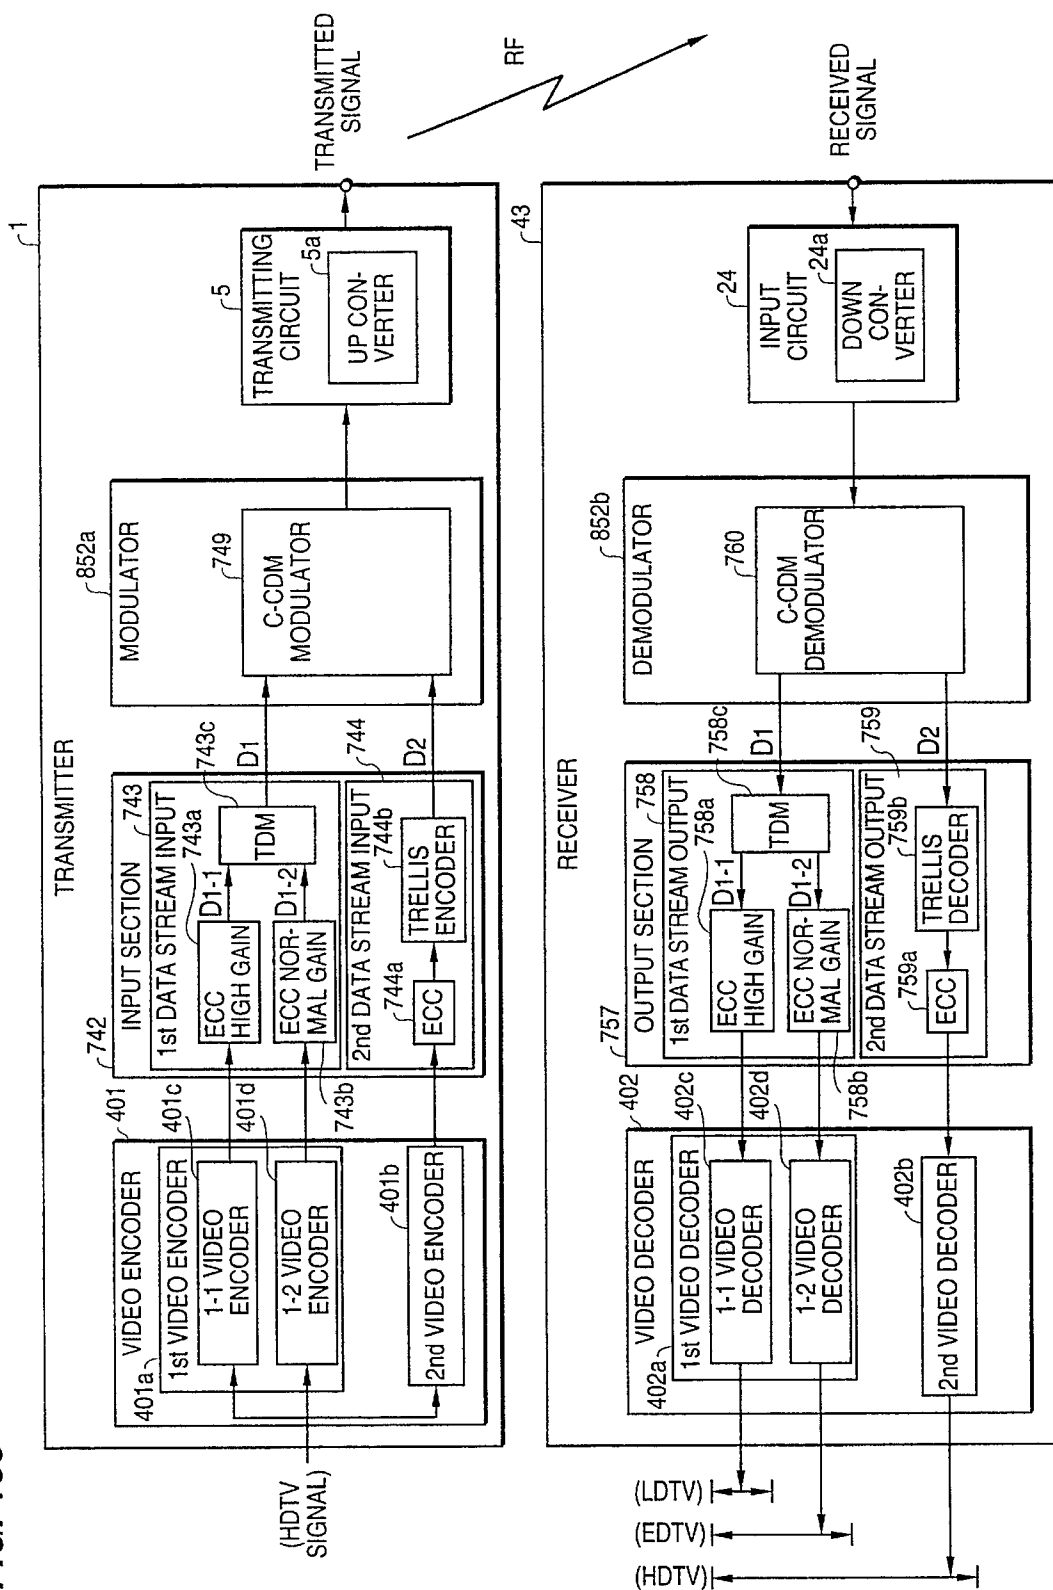 1
TRANSMITTER
(HDTV
SIGNAL)
401
VIDEO ENCODER
401a
1st VIDEO ENCODER
401c
1-1 VIDEO
ENCODER
401d
1-2 VIDEO
ENCODER
401b
2nd VIDEO ENCODER
742
INPUT SECTION
743
1st DATA STREAM INPUT
743a
ECC
HIGH GAIN
D1-1
743c
TDM
ECC NOR-
MAL GAIN
D1-2
743b
744
2nd DATA STREAM INPUT
744a
ECC
744b
TRELLIS
ENCODER
D1
D2
852a
MODULATOR
749
C-CDM
MODULATOR
5
TRANSMITTING
CIRCUIT
5a
UP CON-
VERTER
TRANSMITTED
SIGNAL
RF
43
RECEIVER
RECEIVED
SIGNAL
24
INPUT
CIRCUIT
24a
DOWN
CON-
VERTER
852b
DEMODULATOR
760
C-CDM
DEMODULATOR
D1
D2
757
OUTPUT SECTION
758
1st DATA STREAM OUTPUT
758a
ECC
HIGH GAIN
D1-1
758c
TDM
ECC NOR-
MAL GAIN
D1-2
758b
759
2nd DATA STREAM OUTPUT
759a
ECC
759b
TRELLIS
DECODER
402
VIDEO DECODER
402a
1st VIDEO DECODER
402c
1-1 VIDEO
DECODER
402d
1-2 VIDEO
DECODER
402b
2nd VIDEO DECODER
(LDTV)
(EDTV)
(HDTV)